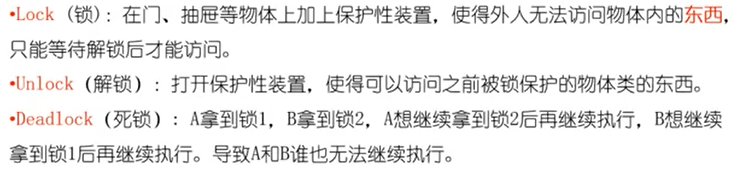 •Lock (锁): 在门、抽屉等物体上加上保护性装置，使得外人无法访问物体内的东西，
只能等待解锁后才能访问。
•Unlock (解锁): 打开保护性装置，使得可以访问之前被锁保护的物体类的东西。
•Deadlock (死锁): A拿到锁1，B拿到锁2，A想继续拿到锁2后再继续执行，B想继续
拿到锁1后再继续执行。导致A和B谁也无法继续执行。